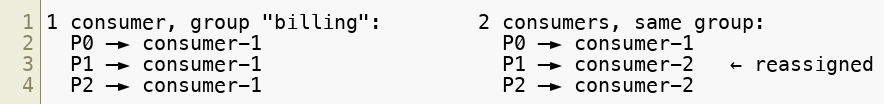 1 1 consumer, group "billing":        2 consumers, same group:
2   P0 → consumer-1                    P0 → consumer-1
3   P1 → consumer-1                    P1 → consumer-2   ← reassigned
4   P2 → consumer-1                    P2 → consumer-2